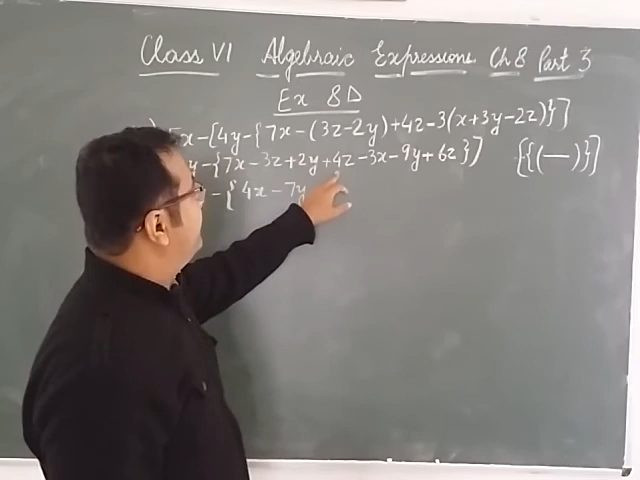 Class VI Algebraic Expressions Ch 8 Part 3
Ex 8D
) 5x-[4y-{7x-(3z-2y)+4z-3(x+3y-2z)}]
y-{7x-3z+2y+4z-3x-9y+6z}] [{(—)}]
-{4x-7y